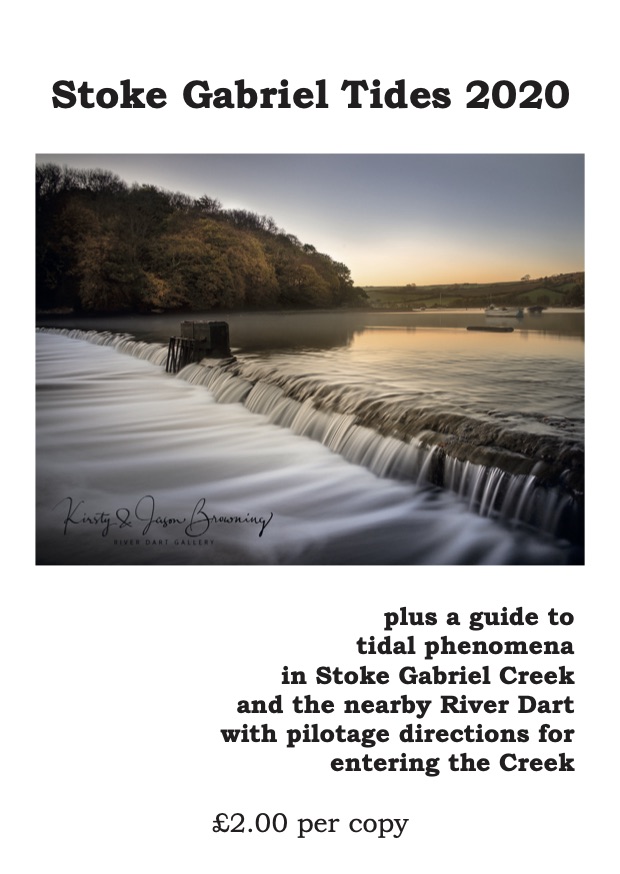 Stoke Gabriel Tides 2020
Kirsty & Jason Browning
RIVER DART GALLERY
plus a guide to
tidal phenomena
in Stoke Gabriel Creek
and the nearby River Dart
with pilotage directions for
entering the Creek
£2.00 per copy